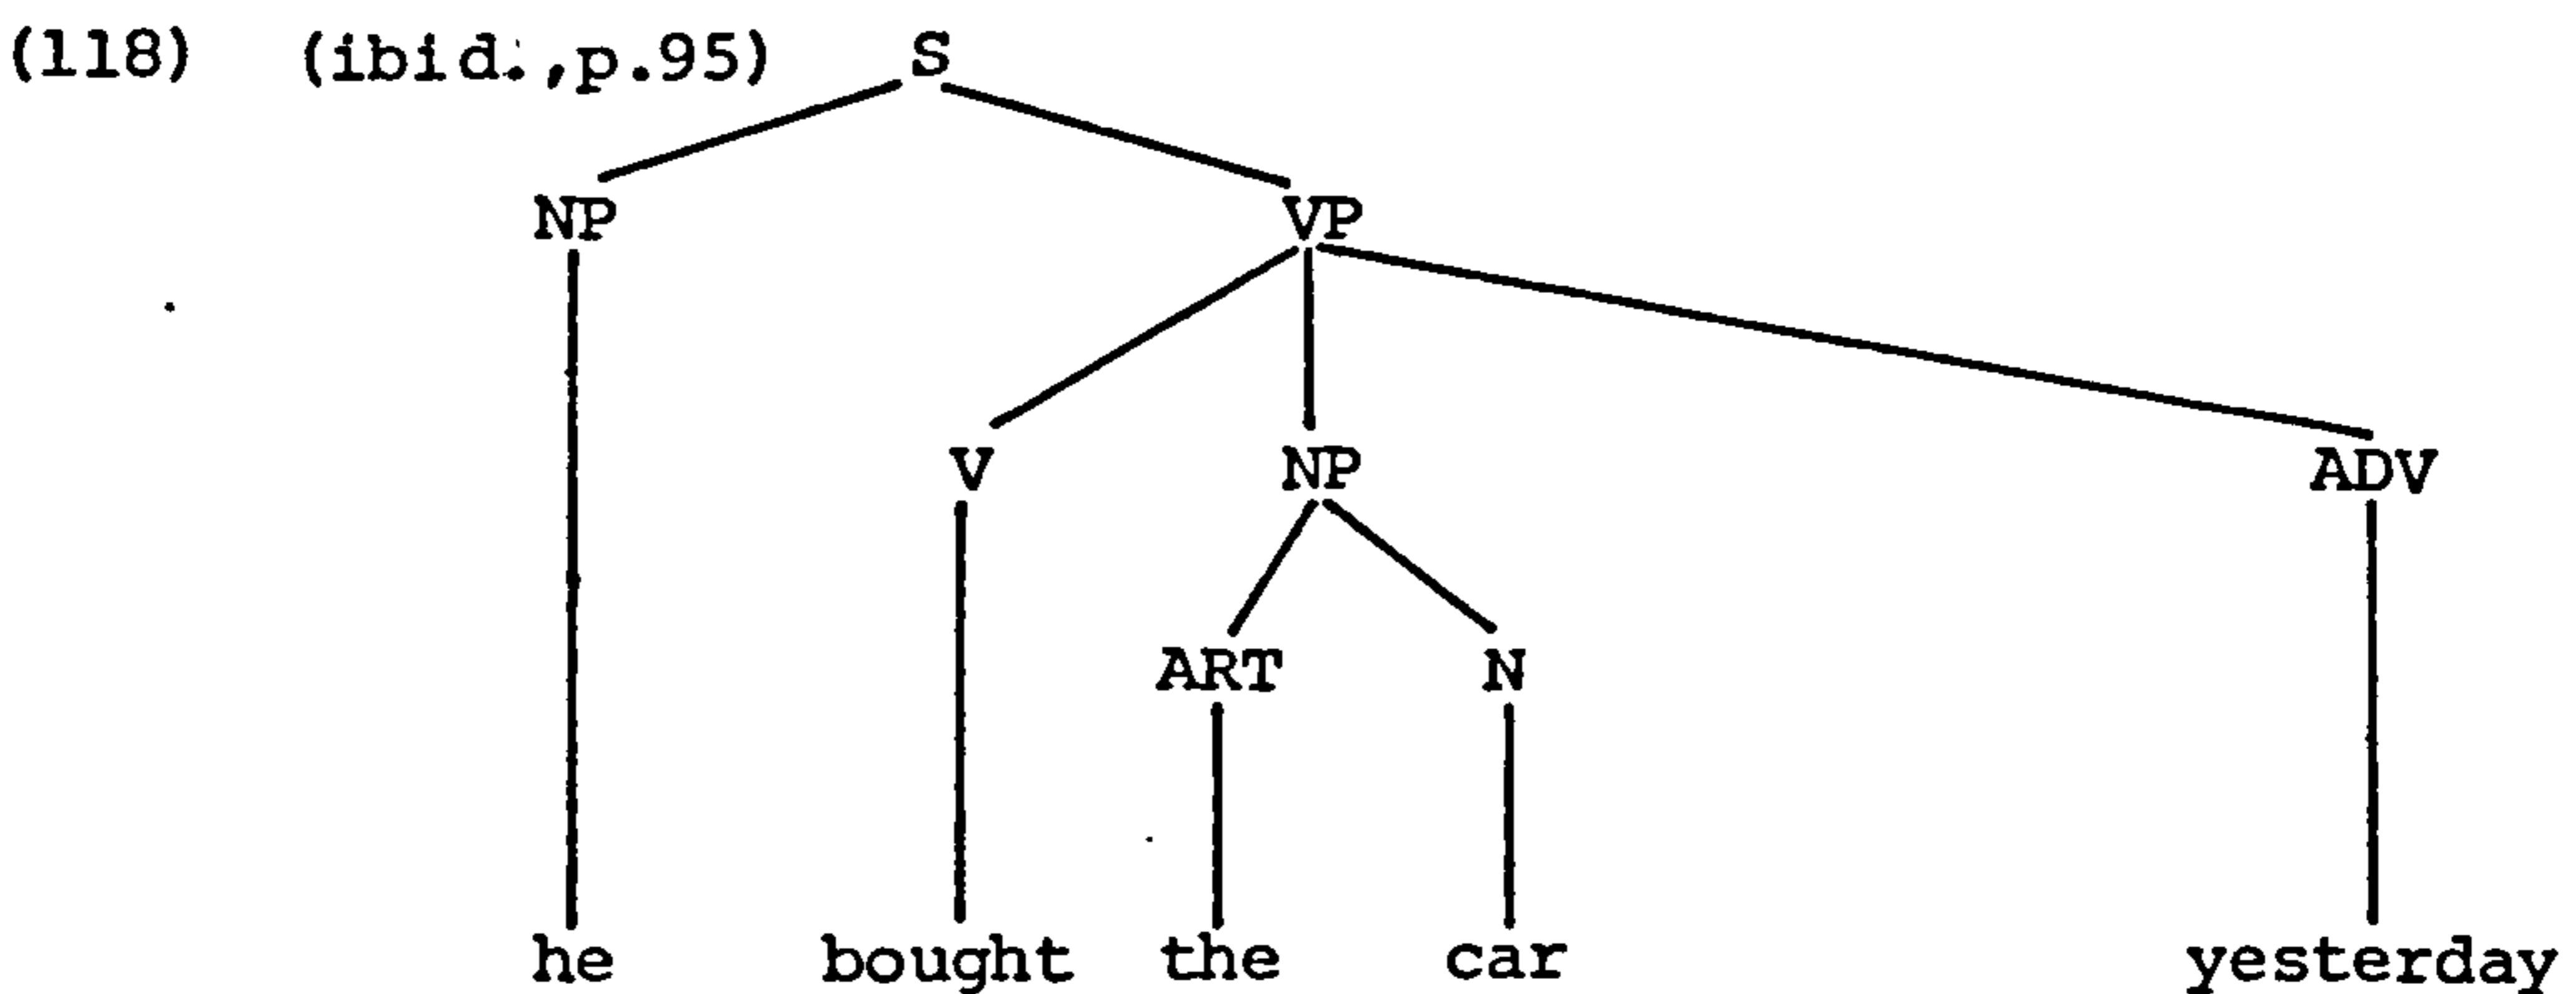 (118) (ibid.,p.95) S
NP VP
V NP ADV
ART N
he bought the car yesterday